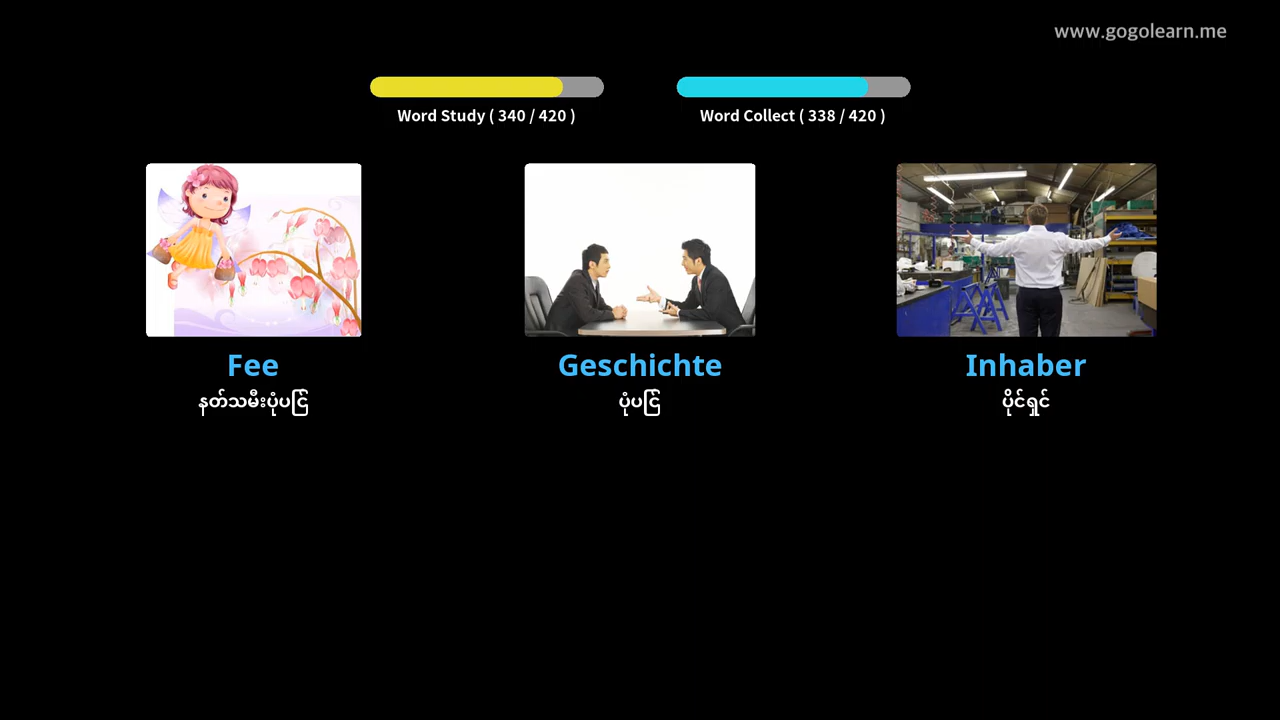 www.gogolearn.me
Word Study ( 340 / 420 )
Word Collect ( 338 / 420 )
Fee
နတ်သမီးပုံပြင်
Geschichte
ပုံပြင်
Inhaber
ပိုင်ရှင်